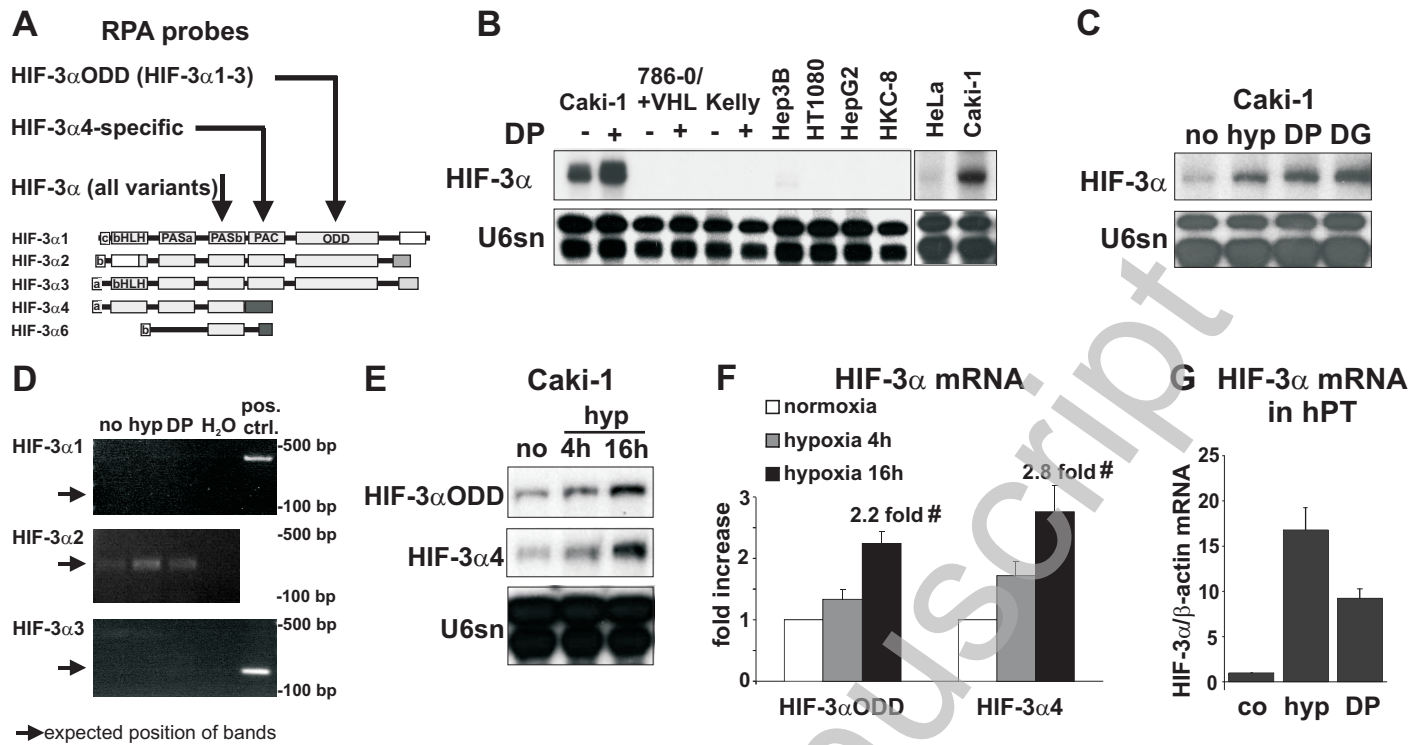 A RPA probes
HIF-3αODD (HIF-3α1-3)
HIF-3α4-specific
HIF-3α (all variants)
HIF-3α1 c bHLH PASa PASb PAC ODD
HIF-3α2 b
HIF-3α3 a bHLH
HIF-3α4 a
HIF-3α6 b
B
Caki-1 786-0/+VHL Kelly Hep3B HT1080 HepG2 HKC-8 HeLa Caki-1
DP - + - + - +
HIF-3α
U6sn
C
Caki-1
no hyp DP DG
HIF-3α
U6sn
D
no hyp DP H₂O pos. ctrl.
HIF-3α1 -500 bp
-100 bp
HIF-3α2 -500 bp
-100 bp
HIF-3α3 -500 bp
-100 bp
expected position of bands
E
Caki-1
hyp
no 4h 16h
HIF-3αODD
HIF-3α4
U6sn
F HIF-3α mRNA
normoxia
hypoxia 4h
hypoxia 16h
fold increase
3
2
1
0
2.2 fold #
2.8 fold #
HIF-3αODD HIF-3α4
G HIF-3α mRNA
in hPT
HIF-3α/β-actin mRNA
25
20
15
10
5
0
co hyp DP
uscript